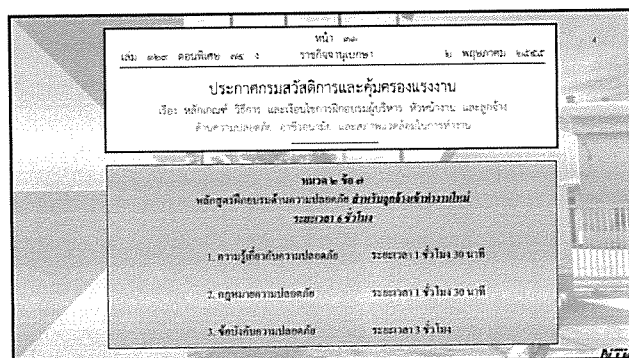 หน้า ๓๓
เล่ม ๑๒๙ ตอนพิเศษ ๗๔ ง ราชกิจจานุเบกษา ๒ พฤษภาคม ๒๕๕๕
4
ประกาศกรมสวัสดิการและคุ้มครองแรงงาน
เรื่อง หลักเกณฑ์ วิธีการ และเงื่อนไขการฝึกอบรมผู้บริหาร หัวหน้างาน และลูกจ้าง
ด้านความปลอดภัย อาชีวอนามัย และสภาพแวดล้อมในการทำงาน
หมวด ๒ ข้อ ๗
หลักสูตรฝึกอบรมด้านความปลอดภัย สำหรับลูกจ้างเข้าทำงานใหม่
ระยะเวลา 6 ชั่วโมง
1. ความรู้เกี่ยวกับความปลอดภัย ระยะเวลา 1 ชั่วโมง 30 นาที
2. กฎหมายความปลอดภัย ระยะเวลา 1 ชั่วโมง 30 นาที
3. ข้อบังคับความปลอดภัย ระยะเวลา 3 ชั่วโมง